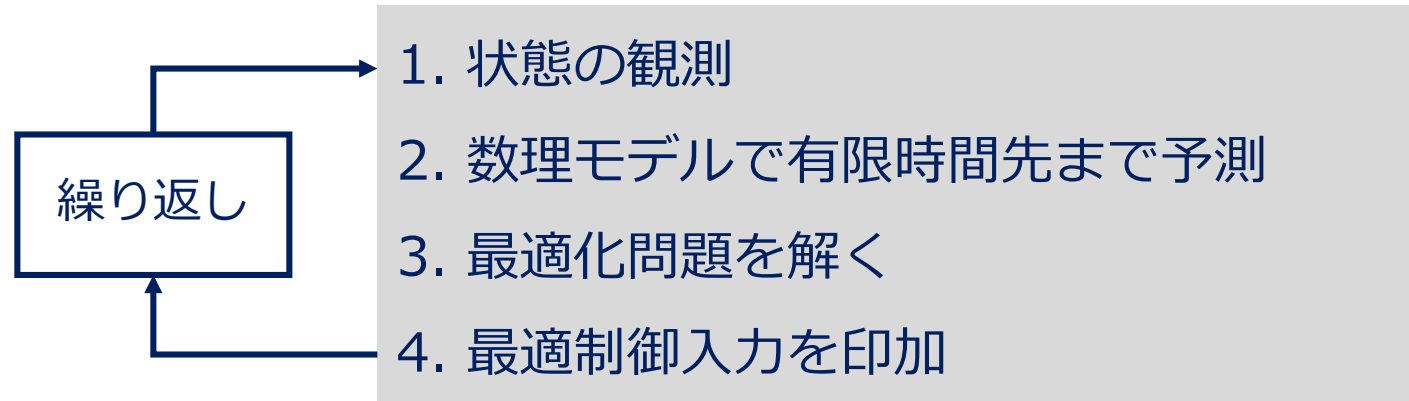 1. 状態の観測
2. 数理モデルで有限時間先まで予測
繰り返し
3. 最適化問題を解く
4. 最適制御入力を印加